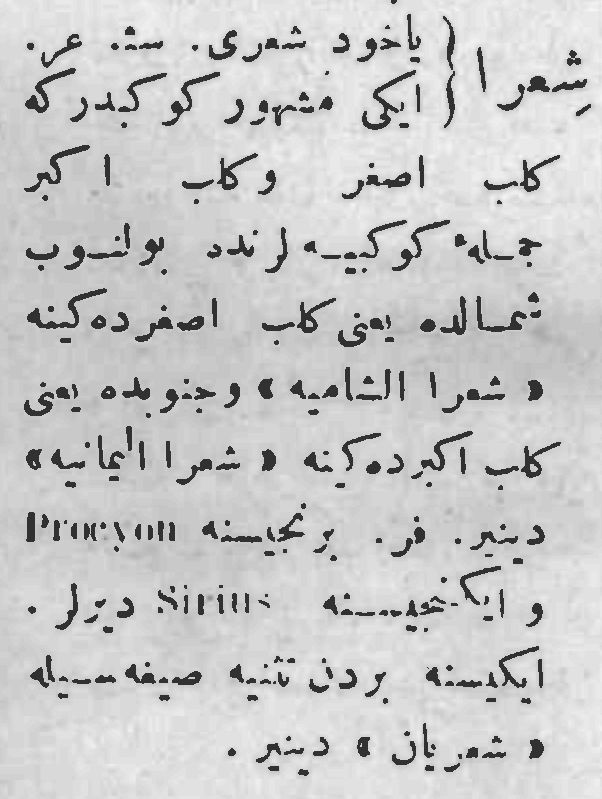 شِعرا { یاخود شعری. سث. عر.
ایکی مشهور کوکبدرکه
کلب اصغر وکلب اکبر
جملهٔ کوکبیه لرنده بولنوب
شمالده یعنی کلب اصغرده کینه
« شعرا الشامیه » و جنوبده یعنی
کلب اکبرده کینه « شعرا الیمانیه »
دینیر. فر. برنجیسنه Procyon
و ایکنجیسنه Sirius دیرلر.
ایکیسنه بردن تثنیه صیغه سیله
« شعریان » دینیر.